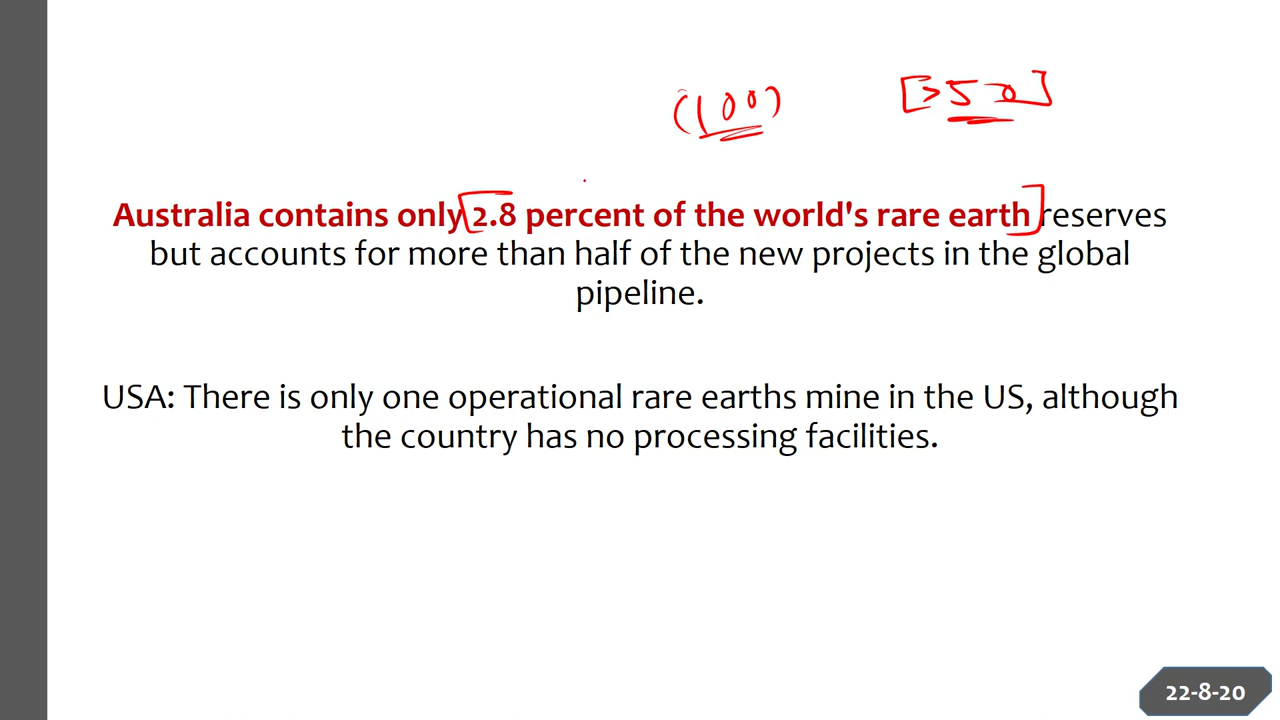 (100) [>50]
Australia contains only 2.8 percent of the world's rare earth reserves
but accounts for more than half of the new projects in the global
pipeline.
USA: There is only one operational rare earths mine in the US, although
the country has no processing facilities.
22-8-20